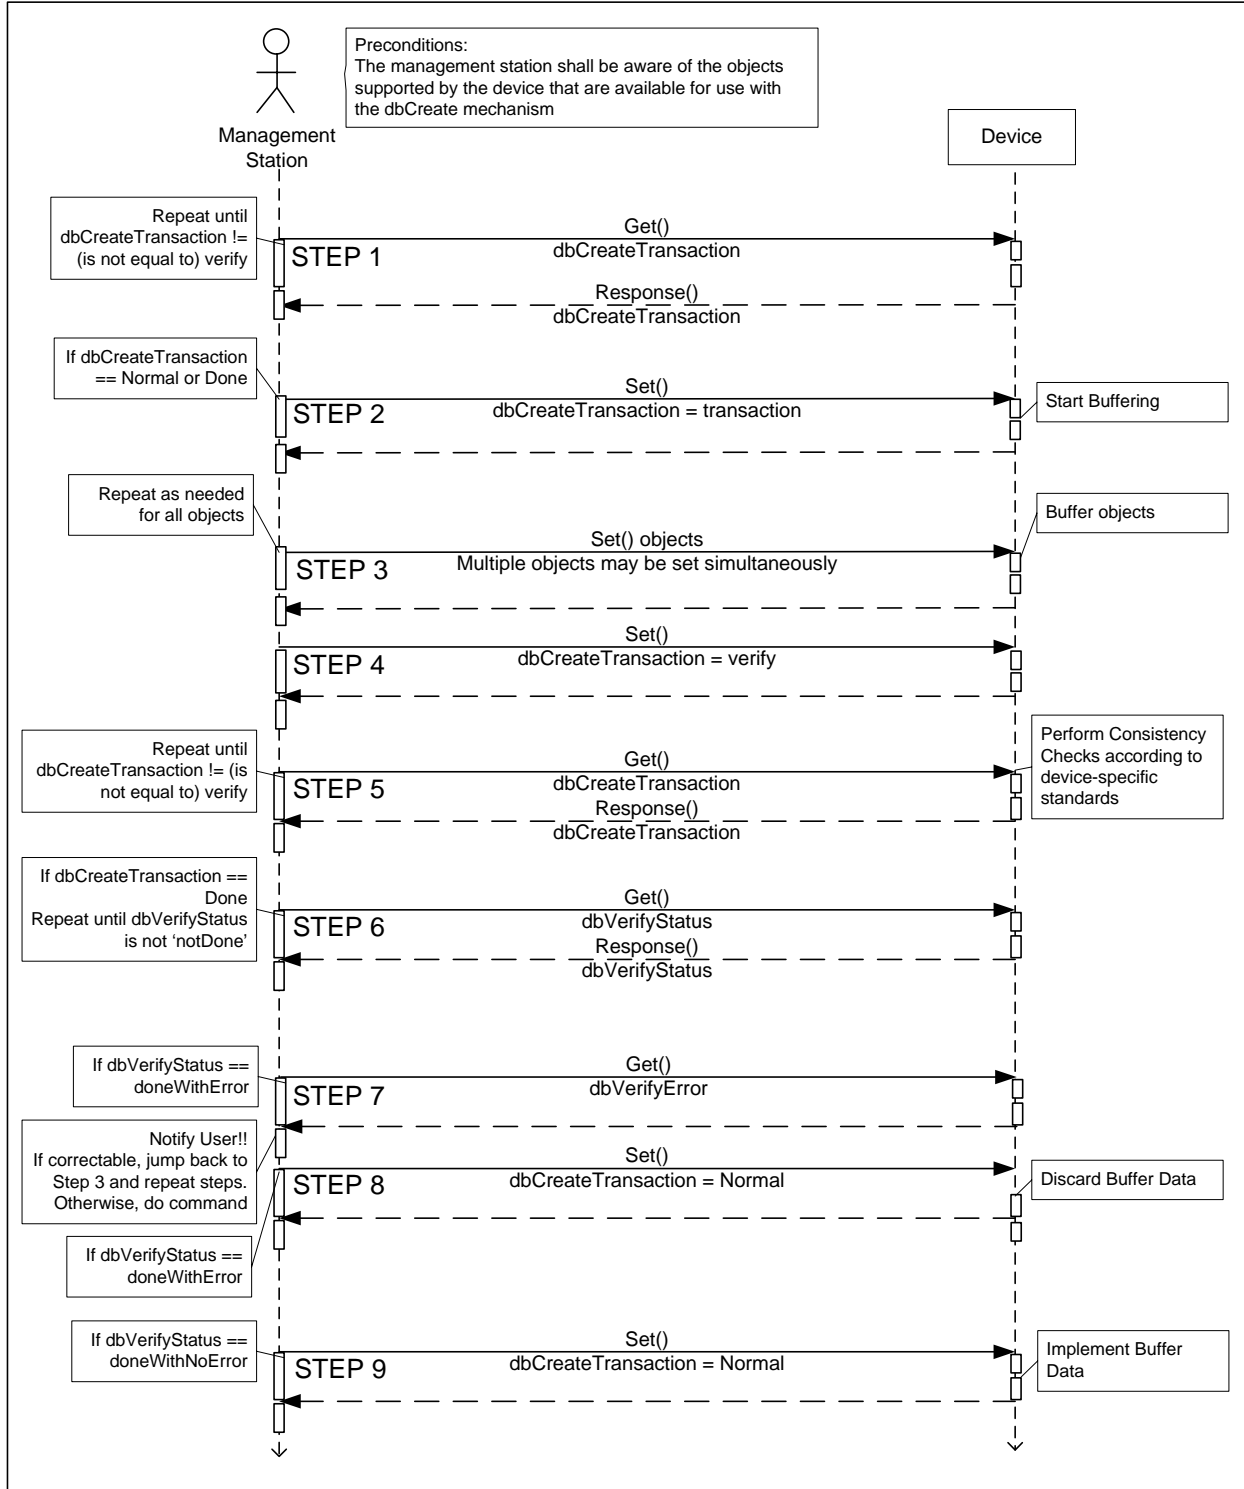 Preconditions:
The management station shall be aware of the objects
supported by the device that are available for use with
the dbCreate mechanism
Management
Station
Device
Repeat until
dbCreateTransaction !=
(is not equal to) verify
STEP 1
Get()
dbCreateTransaction
Response()
dbCreateTransaction
If dbCreateTransaction
== Normal or Done
STEP 2
Set()
dbCreateTransaction = transaction
Start Buffering
Repeat as needed
for all objects
STEP 3
Set() objects
Multiple objects may be set simultaneously
Buffer objects
STEP 4
Set()
dbCreateTransaction = verify
Repeat until
dbCreateTransaction != (is
not equal to) verify
STEP 5
Get()
dbCreateTransaction
Response()
dbCreateTransaction
Perform Consistency
Checks according to
device-specific
standards
If dbCreateTransaction ==
Done
Repeat until dbVerifyStatus
is not ‘notDone’
STEP 6
Get()
dbVerifyStatus
Response()
dbVerifyStatus
If dbVerifyStatus ==
doneWithError
STEP 7
Get()
dbVerifyError
Notify User!!
If correctable, jump back to
Step 3 and repeat steps.
Otherwise, do command
STEP 8
Set()
dbCreateTransaction = Normal
Discard Buffer Data
If dbVerifyStatus ==
doneWithError
If dbVerifyStatus ==
doneWithNoError
STEP 9
Set()
dbCreateTransaction = Normal
Implement Buffer
Data